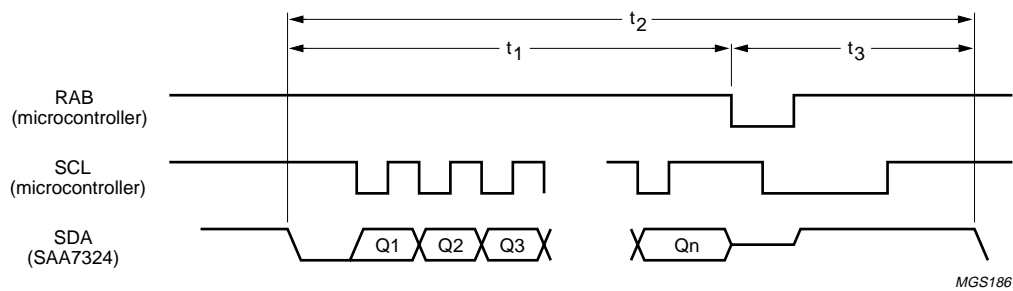 t2
t1
t3
RAB
(microcontroller)
SCL
(microcontroller)
SDA
(SAA7324)
Q1 Q2 Q3 Qn
MGS186